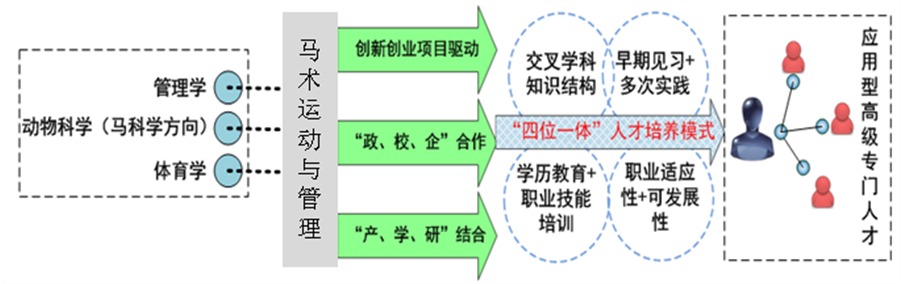 管理学
动物科学（马科学方向）
体育学
马术运动与管理
创新创业项目驱动
“政、校、企”合作
“产、学、研”结合
交叉学科
知识结构
早期见习+
多次实践
“四位一体”人才培养模式
学历教育+
职业技能
培训
职业适应
性+可发展
性
应用型高级专门人才